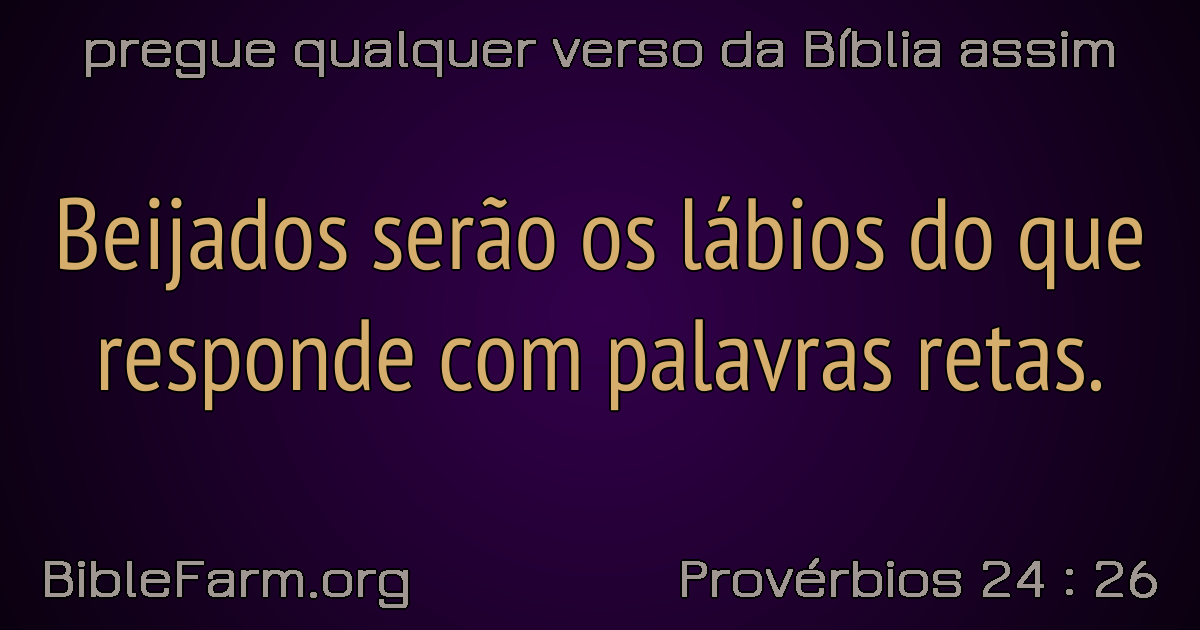 pregue qualquer verso da Bíblia assim
Beijados serão os lábios do que
responde com palavras retas.
BibleFarm.org
Provérbios 24 : 26